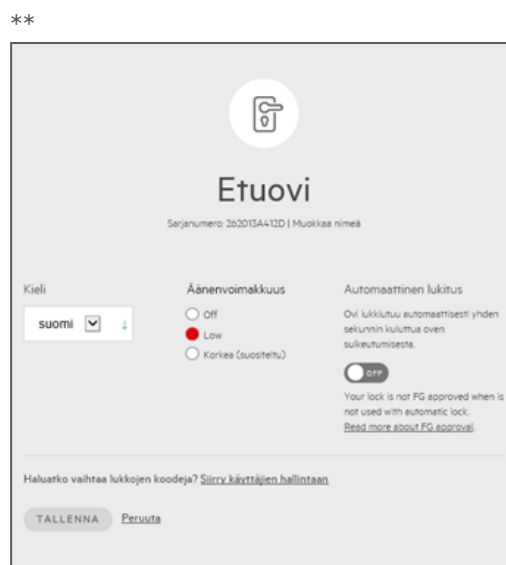 **
Etuovi
Sarjanumero: 262013A412D | Muokkaa nimeä
Kieli
suomi
Äänenvoimakkuus
Off
Low
Korkea (suositeltu)
Automaattinen lukitus
Ovi lukkiutuu automaattisesti yhden
sekunnin kuluttua oven
sulkeutumisesta.
OFF
Your lock is not FG approved when is
not used with automatic lock.
Read more about FG approval.
Haluatko vaihtaa lukkojen koodeja? Siirry käyttäjien hallintaan
TALLENNA Peruuta